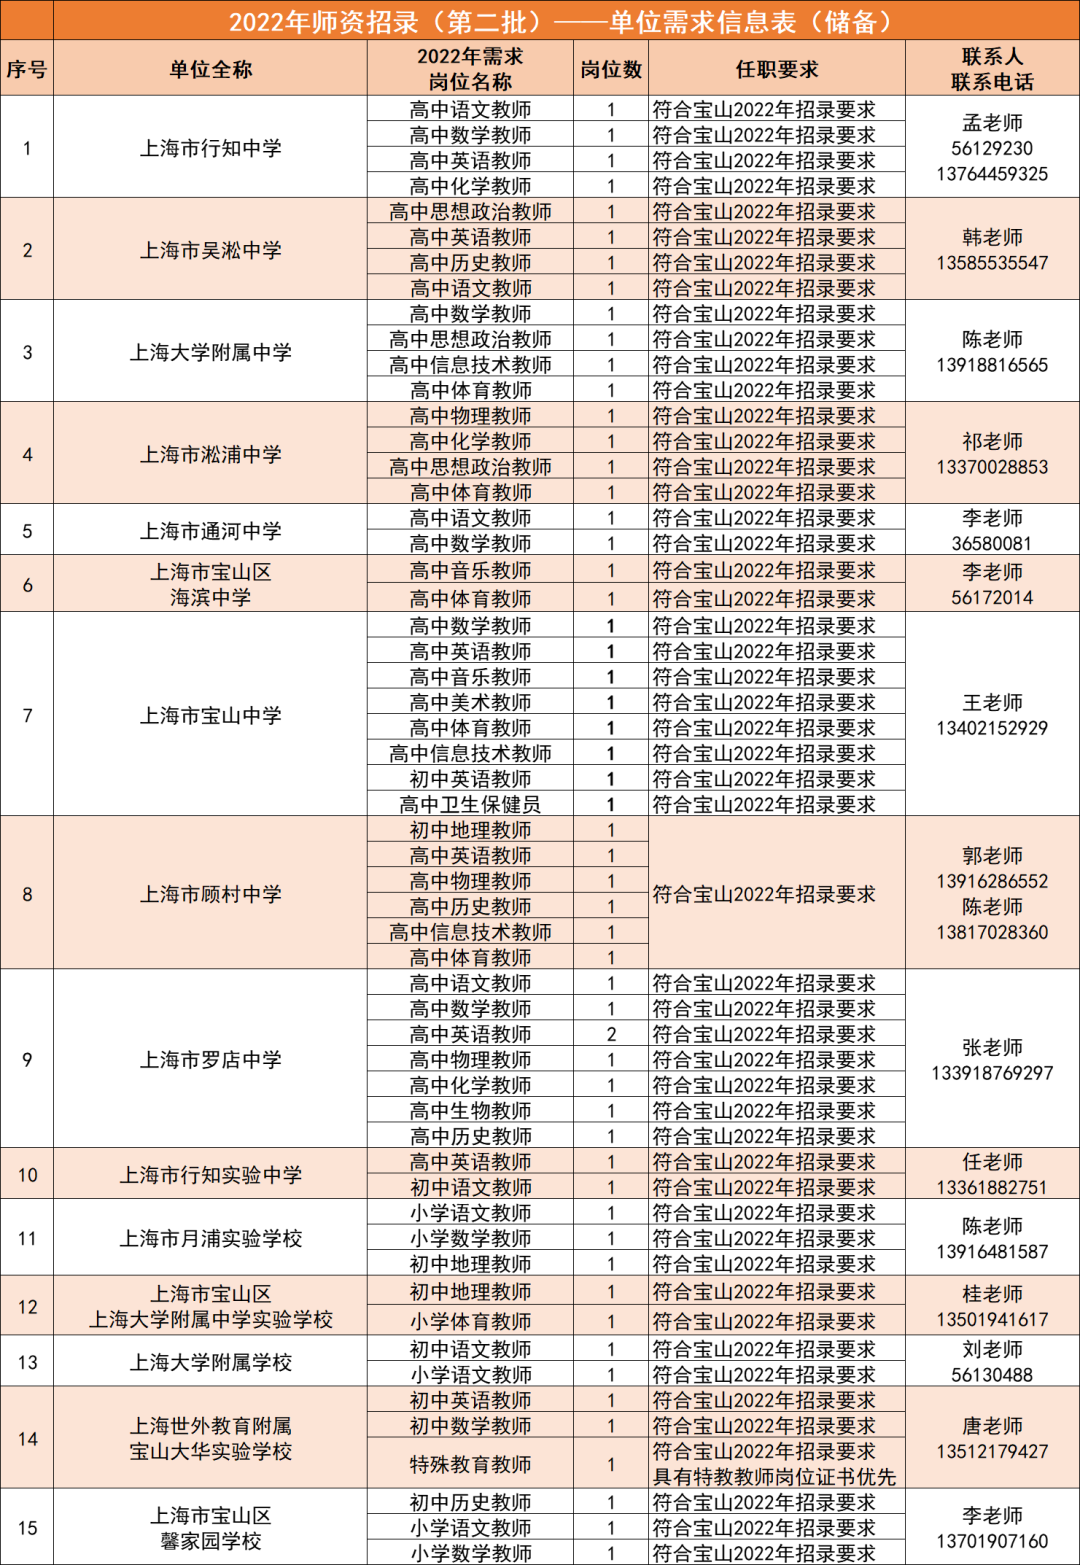 2022年师资招录（第二批）——单位需求信息表（储备）
序号 单位全称 2022年需求 岗位名称 岗位数 任职要求 联系人 联系电话
1 上海市行知中学 孟老师 56129230 13764459325
高中语文教师 1 符合宝山2022年招录要求
高中数学教师 1 符合宝山2022年招录要求
高中英语教师 1 符合宝山2022年招录要求
高中化学教师 1 符合宝山2022年招录要求
2 上海市吴淞中学 韩老师 13585535547
高中思想政治教师 1 符合宝山2022年招录要求
高中英语教师 1 符合宝山2022年招录要求
高中历史教师 1 符合宝山2022年招录要求
高中语文教师 1 符合宝山2022年招录要求
3 上海大学附属中学 陈老师 13918816565
高中数学教师 1 符合宝山2022年招录要求
高中思想政治教师 1 符合宝山2022年招录要求
高中信息技术教师 1 符合宝山2022年招录要求
高中体育教师 1 符合宝山2022年招录要求
4 上海市淞浦中学 祁老师 13370028853
高中物理教师 1 符合宝山2022年招录要求
高中化学教师 1 符合宝山2022年招录要求
高中思想政治教师 1 符合宝山2022年招录要求
高中体育教师 1 符合宝山2022年招录要求
5 上海市通河中学 李老师 36580081
高中语文教师 1 符合宝山2022年招录要求
高中数学教师 1 符合宝山2022年招录要求
6 上海市宝山区 海滨中学 李老师 56172014
高中音乐教师 1 符合宝山2022年招录要求
高中体育教师 1 符合宝山2022年招录要求
7 上海市宝山中学 王老师 13402152929
高中数学教师 1 符合宝山2022年招录要求
高中英语教师 1 符合宝山2022年招录要求
高中音乐教师 1 符合宝山2022年招录要求
高中美术教师 1 符合宝山2022年招录要求
高中体育教师 1 符合宝山2022年招录要求
高中信息技术教师 1 符合宝山2022年招录要求
初中英语教师 1 符合宝山2022年招录要求
高中卫生保健员 1 符合宝山2022年招录要求
8 上海市顾村中学 符合宝山2022年招录要求 郭老师 13916286552 陈老师 13817028360
初中地理教师 1
高中英语教师 1
高中物理教师 1
高中历史教师 1
高中信息技术教师 1
高中体育教师 1
9 上海市罗店中学 张老师 133918769297
高中语文教师 1 符合宝山2022年招录要求
高中数学教师 1 符合宝山2022年招录要求
高中英语教师 2 符合宝山2022年招录要求
高中物理教师 1 符合宝山2022年招录要求
高中化学教师 1 符合宝山2022年招录要求
高中生物教师 1 符合宝山2022年招录要求
高中历史教师 1 符合宝山2022年招录要求
10 上海市行知实验中学 任老师 13361882751
高中英语教师 1 符合宝山2022年招录要求
初中语文教师 1 符合宝山2022年招录要求
11 上海市月浦实验学校 陈老师 13916481587
小学语文教师 1 符合宝山2022年招录要求
小学数学教师 1 符合宝山2022年招录要求
初中地理教师 1 符合宝山2022年招录要求
12 上海市宝山区 上海大学附属中学实验学校 桂老师 13501941617
初中地理教师 1 符合宝山2022年招录要求
小学体育教师 1 符合宝山2022年招录要求
13 上海大学附属学校 刘老师 56130488
初中语文教师 1 符合宝山2022年招录要求
小学语文教师 1 符合宝山2022年招录要求
14 上海世外教育附属 宝山大华实验学校 唐老师 13512179427
初中英语教师 1 符合宝山2022年招录要求
初中数学教师 1 符合宝山2022年招录要求
特殊教育教师 1 符合宝山2022年招录要求 具有特教教师岗位证书优先
15 上海市宝山区 馨家园学校 李老师 13701907160
初中历史教师 1 符合宝山2022年招录要求
小学语文教师 1 符合宝山2022年招录要求
小学数学教师 1 符合宝山2022年招录要求